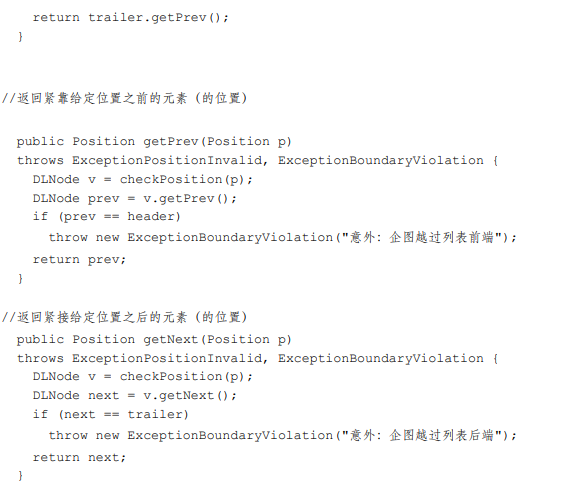 return trailer.getPrev();
}
//返回紧靠给定位置之前的元素(的位置)
public Position getPrev(Position p)
throws ExceptionPositionInvalid, ExceptionBoundaryViolation {
DLNode v = checkPosition(p);
DLNode prev = v.getPrev();
if (prev == header)
throw new ExceptionBoundaryViolation("意外：企图越过列表前端");
return prev;
}
//返回紧接给定位置之后的元素(的位置)
public Position getNext(Position p)
throws ExceptionPositionInvalid, ExceptionBoundaryViolation {
DLNode v = checkPosition(p);
DLNode next = v.getNext();
if (next == trailer)
throw new ExceptionBoundaryViolation("意外：企图越过列表后端");
return next;
}